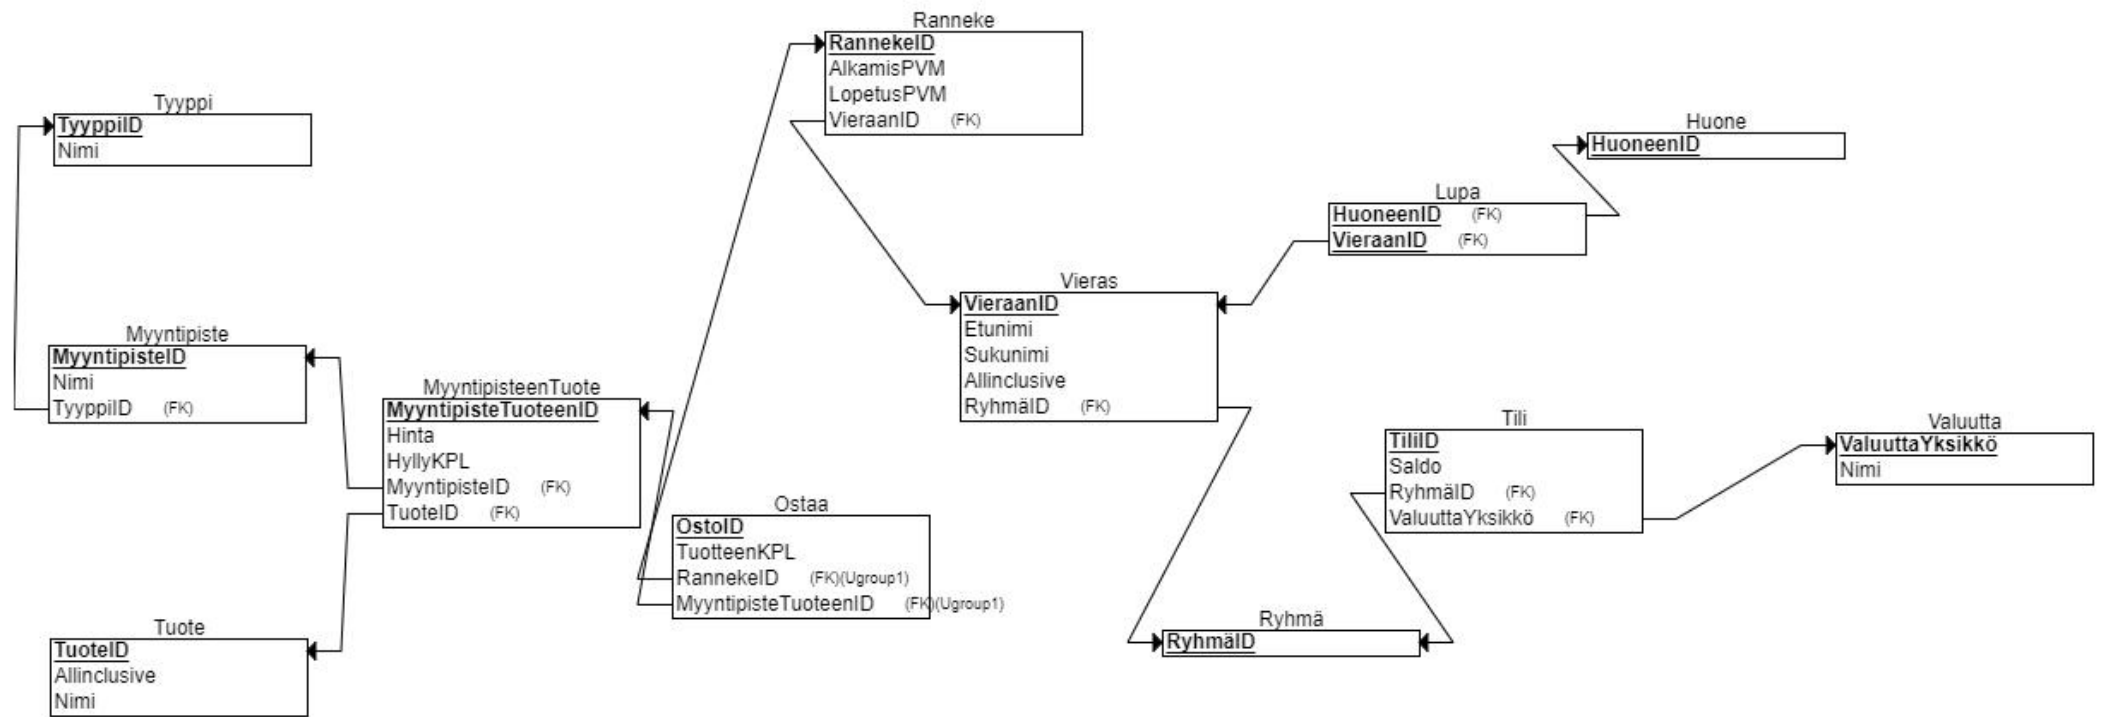 Ranneke
RannekeID
AlkamisPVM
LopetusPVM
VieraanID (FK)
Tyyppi
TyyppiID
Nimi
Huone
HuoneenID
Lupa
HuoneenID (FK)
VieraanID (FK)
Vieras
VieraanID
Etunimi
Sukunimi
Allinclusive
RyhmäID (FK)
Myyntipiste
MyyntipisteID
Nimi
TyyppiID (FK)
MyyntipisteenTuote
MyyntipisteTuoteenID
Hinta
HyllyKPL
MyyntipisteID (FK)
TuoteID (FK)
Tili
TiliID
Saldo
RyhmäID (FK)
ValuuttaYksikkö (FK)
Valuutta
ValuuttaYksikkö
Nimi
Ostaa
OstoID
TuotteenKPL
RannekeID (FK)(Ugroup1)
MyyntipisteTuoteenID (FK)(Ugroup1)
Ryhmä
RyhmäID
Tuote
TuoteID
Allinclusive
Nimi